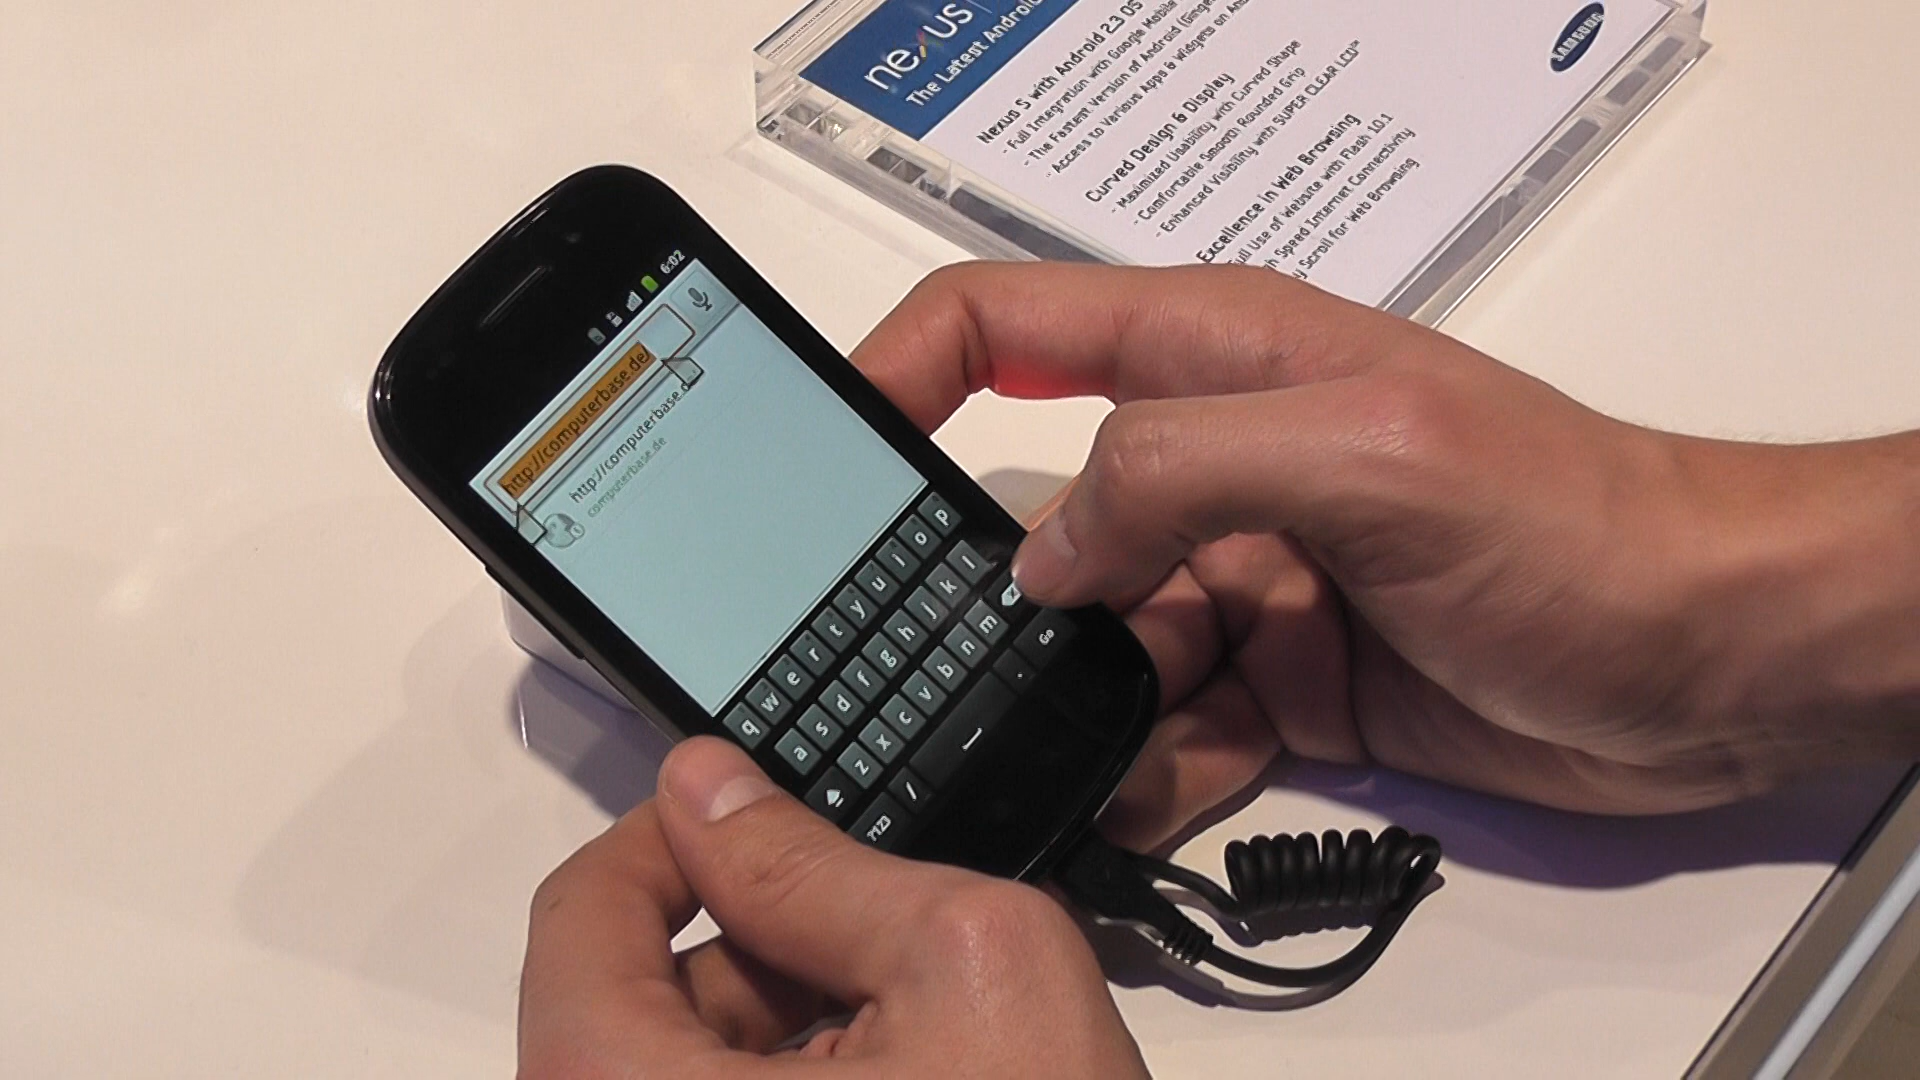 nexus
The Latest Android
SAMSUNG
Nexus S with Android 2.3 OS
- Full Integration with Google Mobile
- The Fastest Version of Android
- Access to Various Apps & Widgets on
Curved Design & Display
- Maximized Usability with Curved Shape
- Comfortable Smooth Rounded Grip
- Enhanced Visibility with SUPER CLEAR LCD™
Excellence in Web Browsing
Full Use of Website with Flash 10.1
Speed Internet Connectivity
Scroll for Web Browsing
6:02
http://computerbase.de/
http://computerbase.d
computerbase.de
q w e r t y u i o p
a s d f g h j k l
z x c v b n m
?123 / . Go